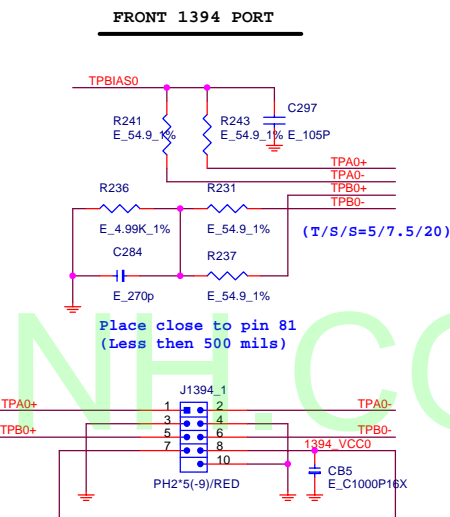 FRONT 1394 PORT
TPBIAS0
R241
E_54.9_1%
R243
E_54.9_1%
C297
E_105P
TPA0+
TPA0-
TPB0+
TPB0-
R236
E_4.99K_1%
R231
E_54.9_1%
(T/S/S=5/7.5/20)
C284
E_270p
R237
E_54.9_1%
Place close to pin 81
(Less then 500 mils)
NH.CO
J1394_1
TPA0+ 1 2 TPA0-
3 4
TPB0+ 5 6 TPB0-
7 8 1394_VCC0
10
CB5
E_C1000P16X
PH2*5(-9)/RED